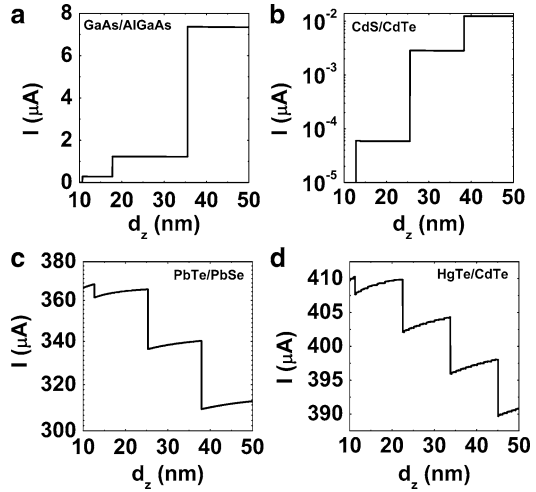 a
GaAs/AlGaAs
8
6
4
2
0
I (μA)
10 20 30 40 50
d_z (nm)
b
CdS/CdTe
10⁻²
10⁻³
10⁻⁴
10⁻⁵
I (μA)
10 20 30 40 50
d_z (nm)
c
PbTe/PbSe
380
360
340
320
300
I (μA)
10 20 30 40 50
d_z (nm)
d
HgTe/CdTe
410
405
400
395
390
I (μA)
10 20 30 40 50
d_z (nm)